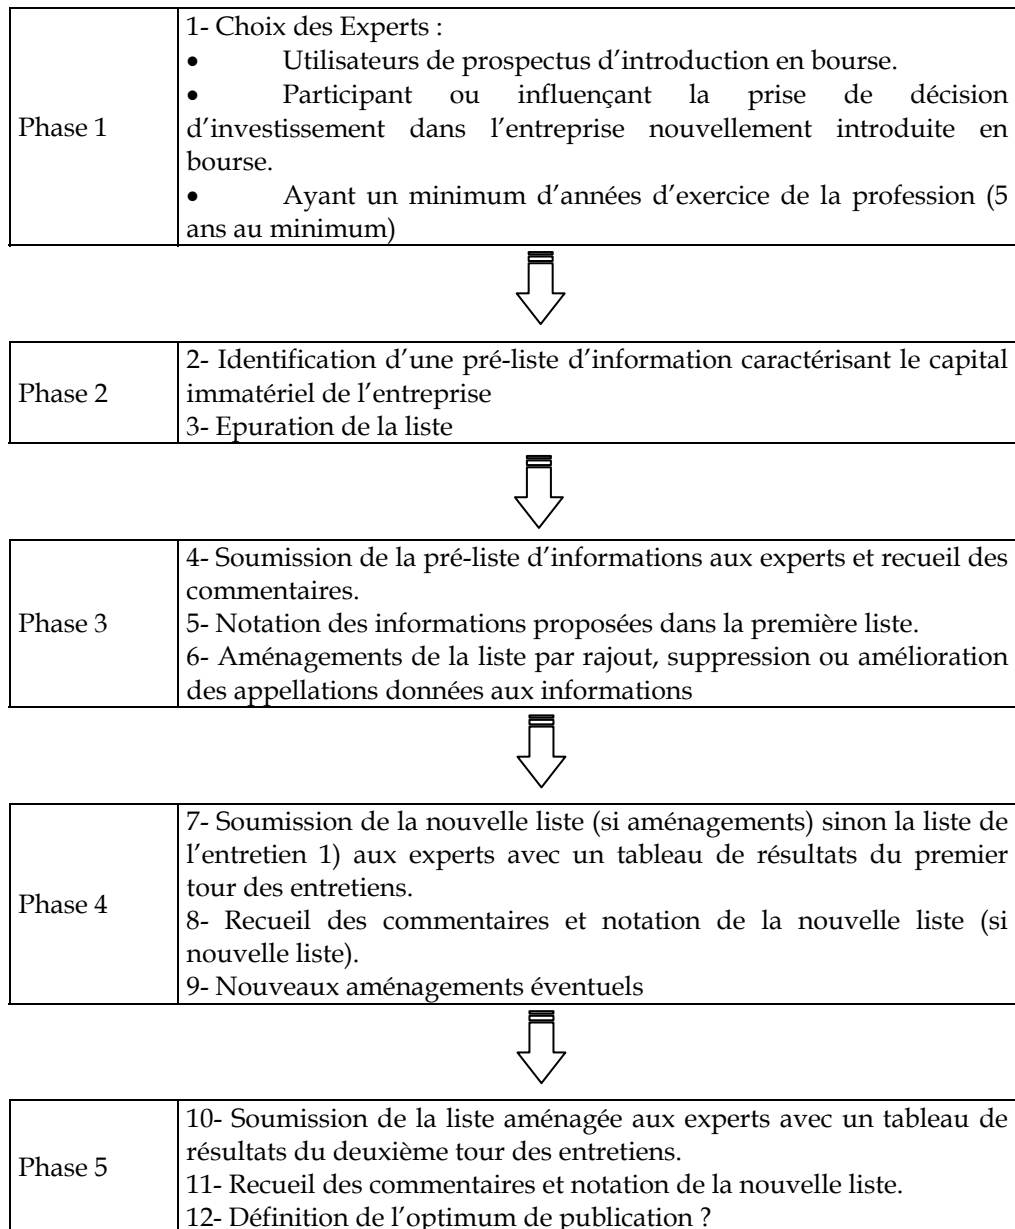 1- Choix des Experts :
• Utilisateurs de prospectus d’introduction en bourse.
• Participant ou influençant la prise de décision
d’investissement dans l’entreprise nouvellement introduite en
bourse.
• Ayant un minimum d’années d’exercice de la profession (5
ans au minimum)
Phase 1
2- Identification d’une pré-liste d’information caractérisant le capital
immatériel de l’entreprise
3- Epuration de la liste
Phase 2
4- Soumission de la pré-liste d’informations aux experts et recueil des
commentaires.
5- Notation des informations proposées dans la première liste.
6- Aménagements de la liste par rajout, suppression ou amélioration
des appellations données aux informations
Phase 3
7- Soumission de la nouvelle liste (si aménagements) sinon la liste de
l’entretien 1) aux experts avec un tableau de résultats du premier
tour des entretiens.
8- Recueil des commentaires et notation de la nouvelle liste (si
nouvelle liste).
9- Nouveaux aménagements éventuels
Phase 4
10- Soumission de la liste aménagée aux experts avec un tableau de
résultats du deuxième tour des entretiens.
11- Recueil des commentaires et notation de la nouvelle liste.
12- Définition de l’optimum de publication ?
Phase 5